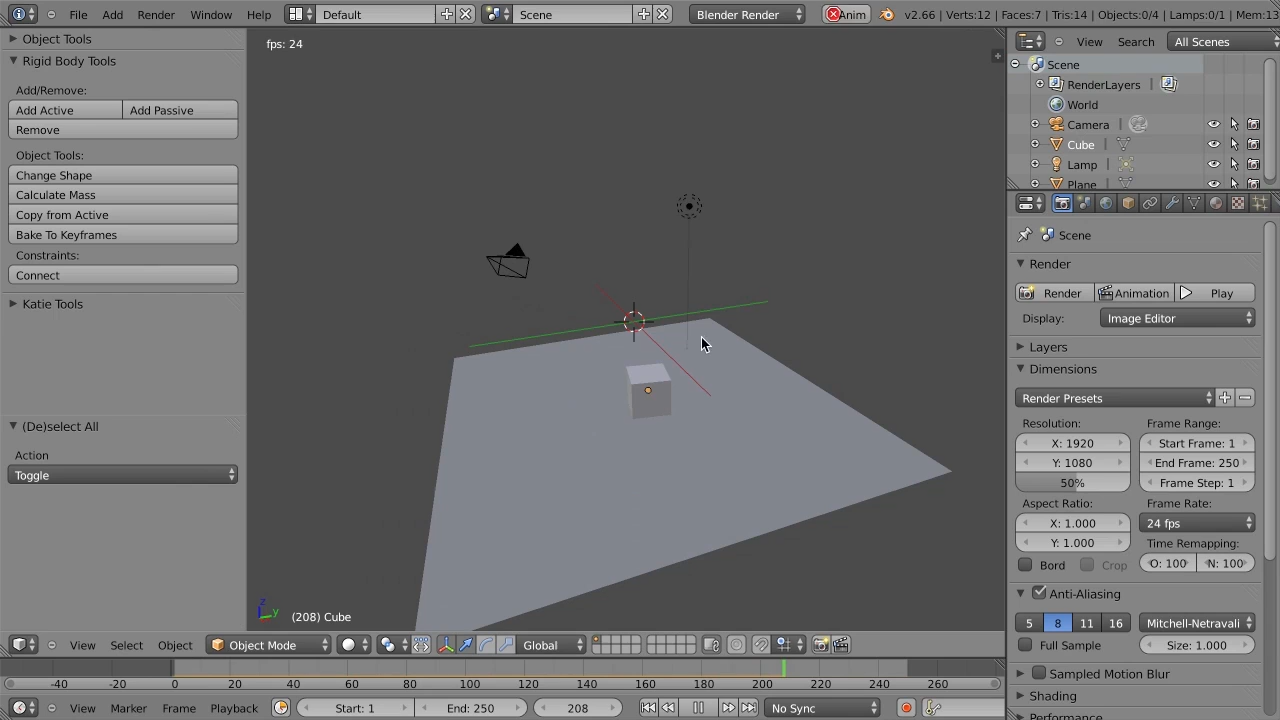 File Add Render Window Help Default Scene Blender Render Anim v2.66 | Verts:12 | Faces:7 | Tris:14 | Objects:0/4 | Lamps:0/1 | Mem:13
Object Tools
Rigid Body Tools
Add/Remove:
Add Active Add Passive
Remove
Object Tools:
Change Shape
Calculate Mass
Copy from Active
Bake To Keyframes
Constraints:
Connect
Katie Tools
(De)select All
Action
Toggle
fps: 24
z
y
(208) Cube
View Select Object Object Mode Global
-40 -20 0 20 40 60 80 100 120 140 160 180 200 220 240 260
View Marker Frame Playback Start: 1 End: 250 208 No Sync
View Search All Scenes
Scene
RenderLayers |
World
Camera |
Cube |
Lamp |
Plane |
Scene
Render
Render Animation Play
Display: Image Editor
Layers
Dimensions
Render Presets
Resolution: Frame Range:
X: 1920 Start Frame: 1
Y: 1080 End Frame: 250
50% Frame Step: 1
Aspect Ratio: Frame Rate:
X: 1.000 24 fps
Y: 1.000 Time Remapping:
Bord Crop O: 100 N: 100
Anti-Aliasing
5 8 11 16 Mitchell-Netravali
Full Sample Size: 1.000
Sampled Motion Blur
Shading
Performance